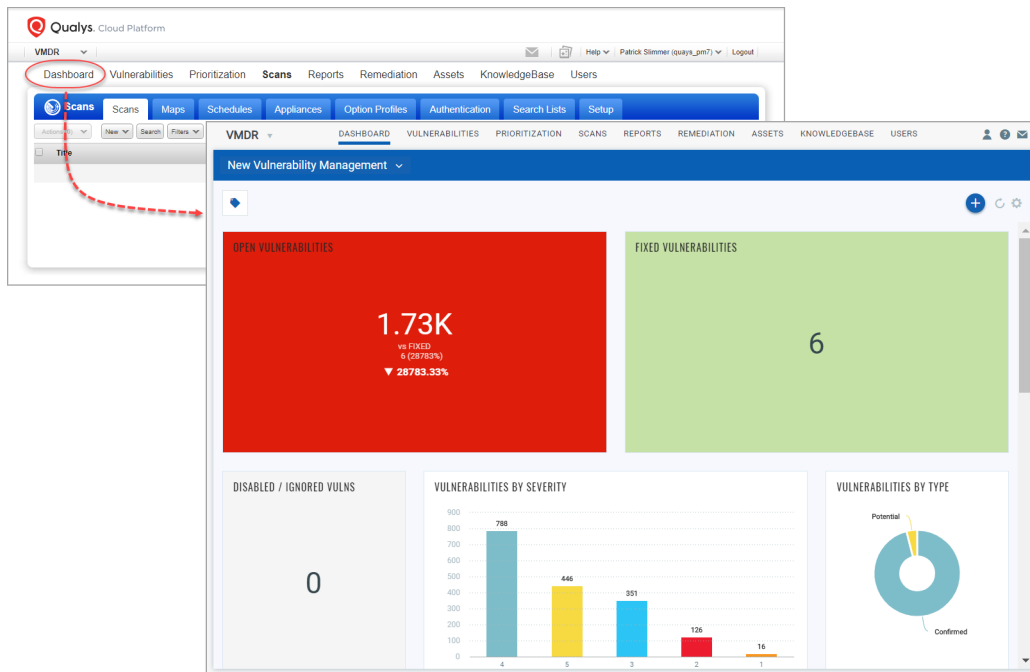 Qualys. Cloud Platform
VMDR
Help
Patrick Slimmer (quays_pm7)
Logout
Dashboard Vulnerabilities Prioritization Scans Reports Remediation Assets KnowledgeBase Users
Scans Scans Maps Schedules Appliances Option Profiles Authentication Search Lists Setup
New Search Filters
Title
VMDR DASHBOARD VULNERABILITIES PRIORITIZATION SCANS REPORTS REMEDIATION ASSETS KNOWLEDGEBASE USERS
New Vulnerability Management
OPEN VULNERABILITIES
1.73K
vs FIXED
6 (28783%)
▼ 28783.33%
FIXED VULNERABILITIES
6
DISABLED / IGNORED VULNS
0
VULNERABILITIES BY SEVERITY
900
800
700
600
500
400
300
200
100
0
788
446
351
126
16
4 5 3 2 1
VULNERABILITIES BY TYPE
Potential
Confirmed